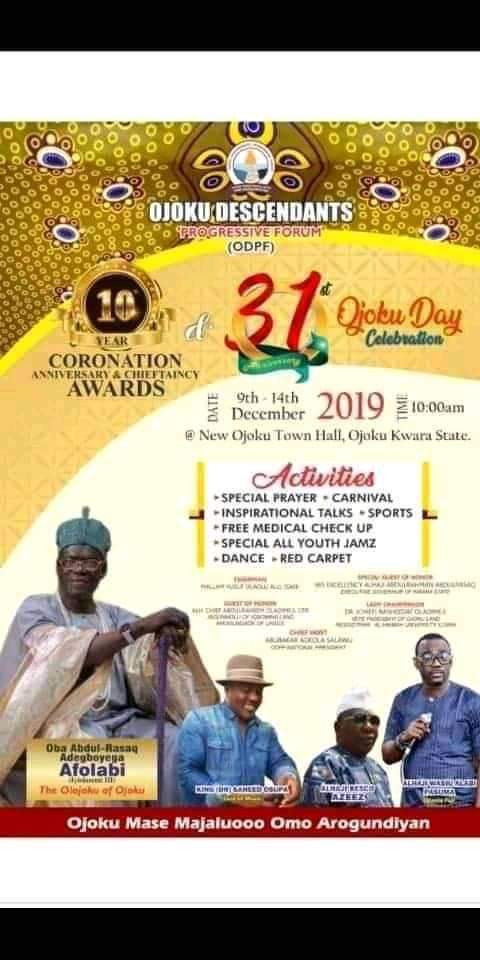 OJOKU DESCENDANTS
PROGRESSIVE FORUM
(ODPF)
10
YEAR
CORONATION
ANNIVERSARY & CHIEFTAINCY
AWARDS
&
31st
Ojoku Day
Celebration
DATE 9th - 14th December 2019 TIME 10:00am
@ New Ojoku Town Hall, Ojoku Kwara State.
Activities
SPECIAL PRAYER CARNIVAL
INSPIRATIONAL TALKS SPORTS
FREE MEDICAL CHECK UP
SPECIAL ALL YOUTH JAMZ
DANCE RED CARPET
CHAIRMAN
SPECIAL GUEST OF HONOR
HIS EXCELLENCY ALHAJI ABDULRAHMAN ABDULRASAQ
EXECUTIVE GOVERNOR OF KWARA STATE
GUEST OF HONOR
LADY CHAIRPERSON
CHIEF HOST
ABUBAKAR ADEOLA SALAWU
ODPF NATIONAL PRESIDENT
Oba Abdul-Rasaq
Adegboyega
Afolabi
The Olojoku of Ojoku
KING (DR) SAHEED OSUPA
ALHAJI
AZEEZ
ALHAJI WASIU ALABI
PASUMA
Ojoku Mase Majaluooo Omo Arogundiyan